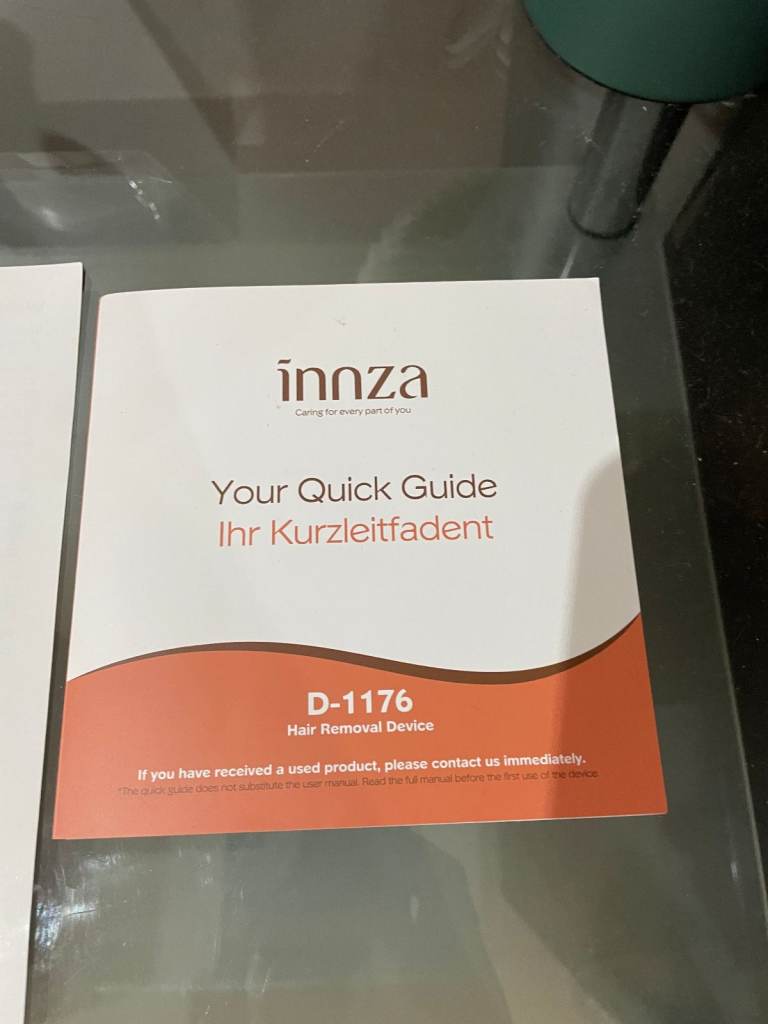 innza
Caring for every part of you
Your Quick Guide
Ihr Kurzleitfadent
D-1176
Hair Removal Device
If you have received a used product, please contact us immediately.
*The quick guide does not substitute the user manual. Read the full manual before the first use of the device.